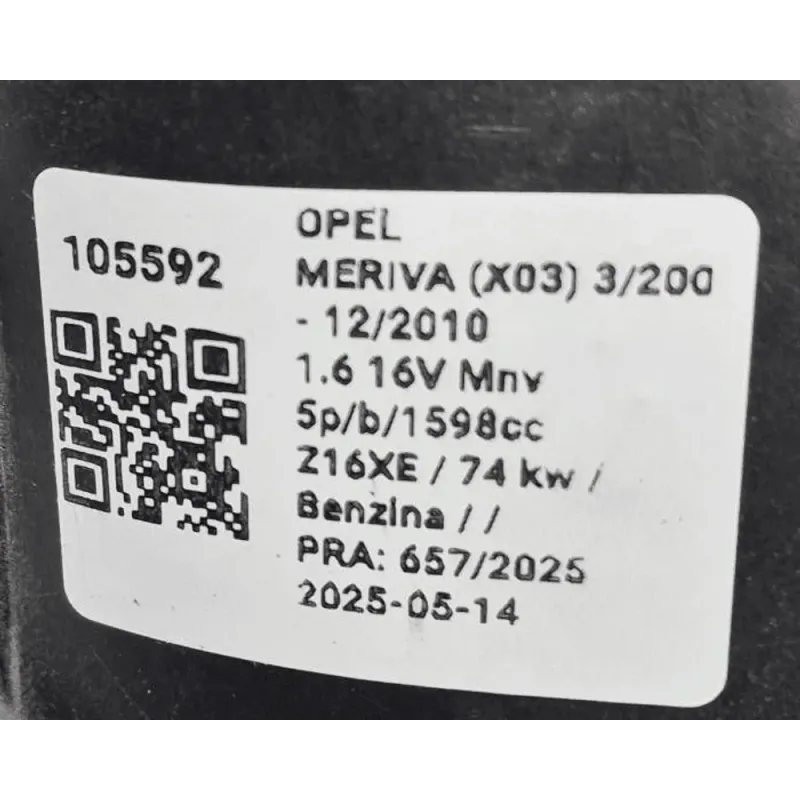 105592
OPEL
MERIVA (X03) 3/200
- 12/2010
1.6 16V Mnv
5p/b/1598cc
Z16XE / 74 kw /
Benzina / /
PRA: 657/2025
2025-05-14